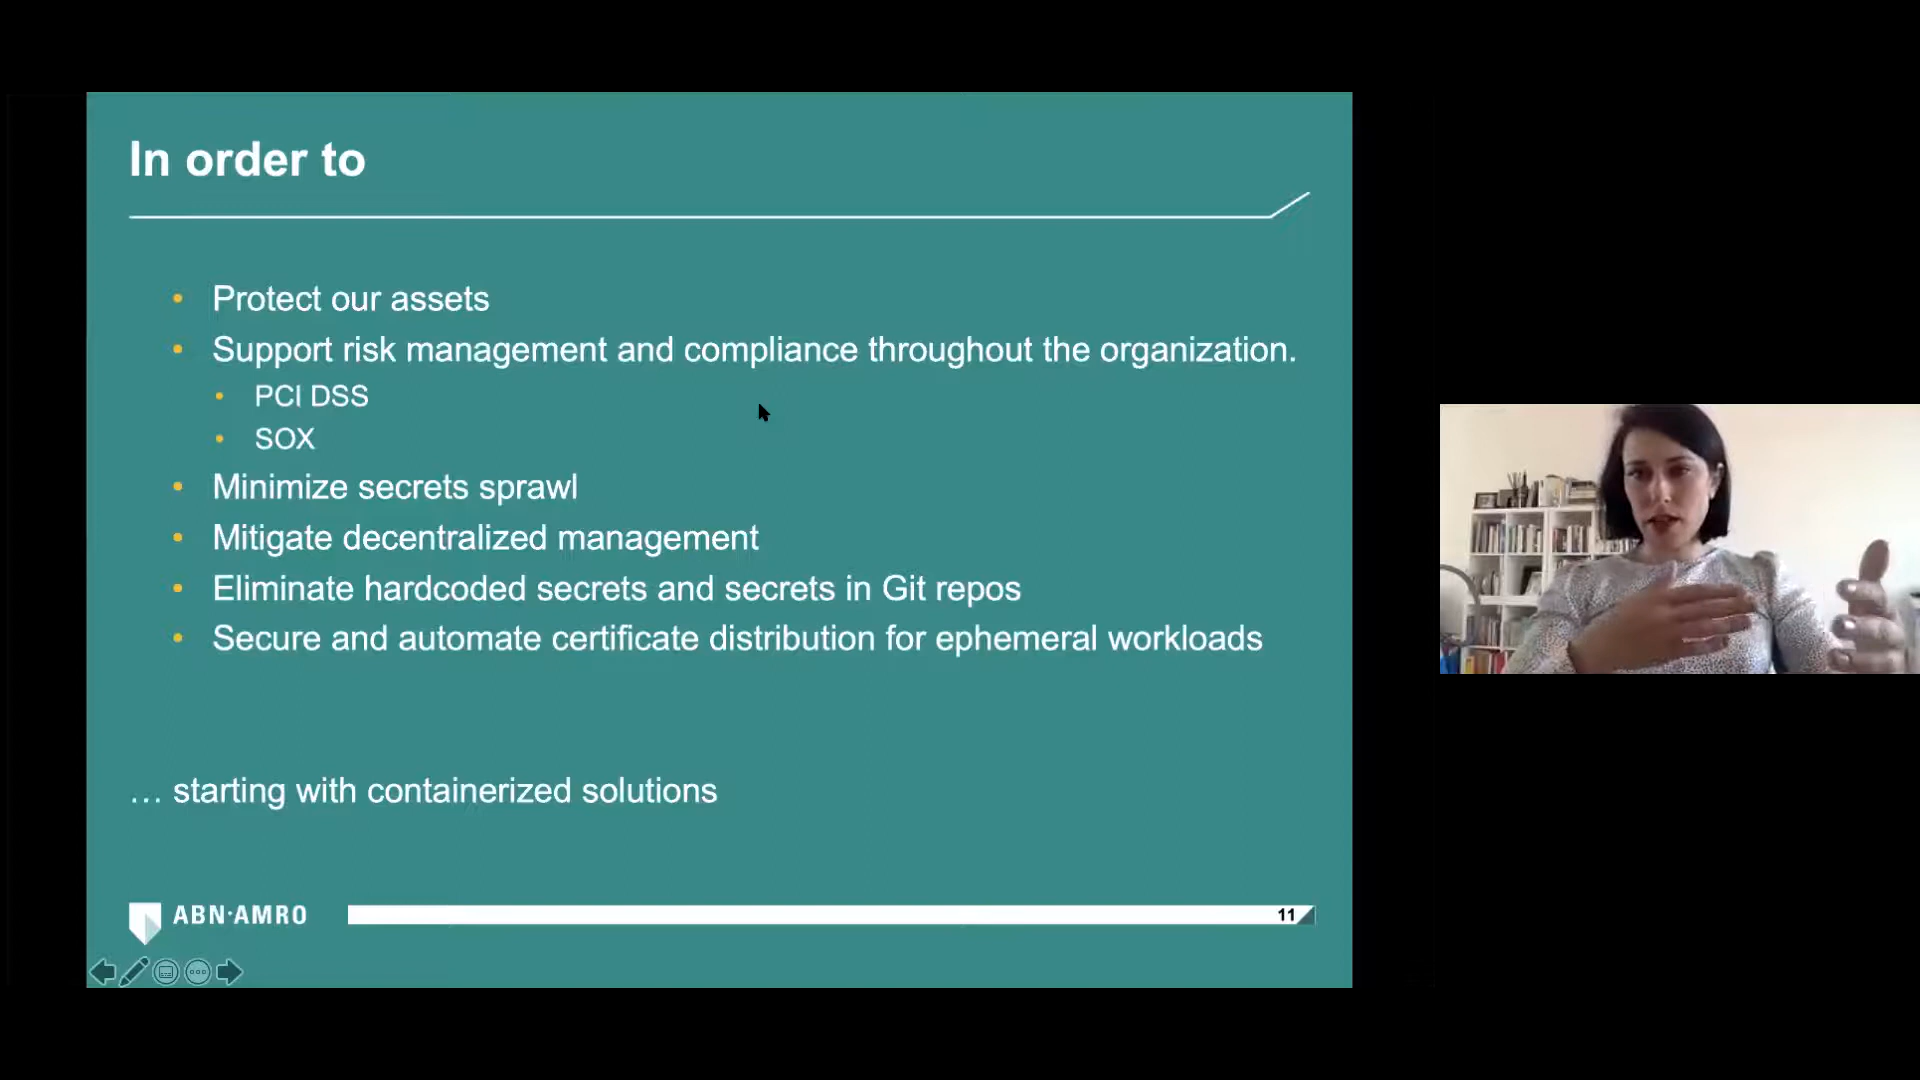 In order to
• Protect our assets
• Support risk management and compliance throughout the organization.
• PCI DSS
• SOX
• Minimize secrets sprawl
• Mitigate decentralized management
• Eliminate hardcoded secrets and secrets in Git repos
• Secure and automate certificate distribution for ephemeral workloads
... starting with containerized solutions
ABN·AMRO
11